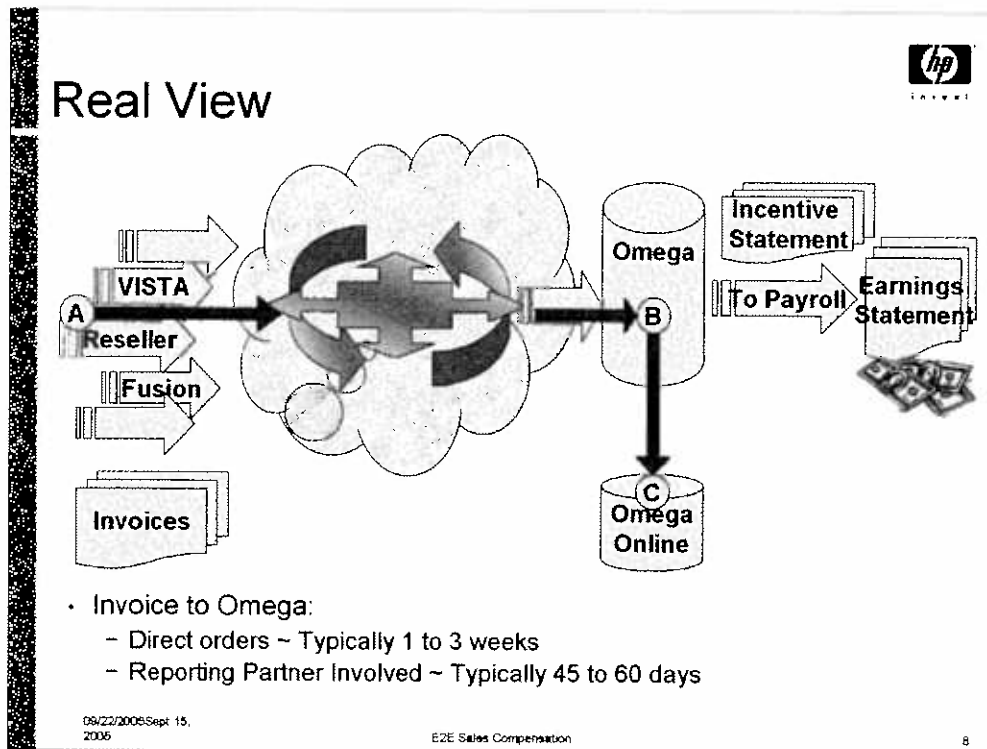 hp
invent
Real View
VISTA
A
Reseller
Fusion
Invoices
Omega
B
C
Omega
Online
Incentive
Statement
To Payroll
Earnings
Statement
• Invoice to Omega:
– Direct orders ~ Typically 1 to 3 weeks
– Reporting Partner Involved ~ Typically 45 to 60 days
09/22/2005Sept 15,
2005
E2E Sales Compensation
8